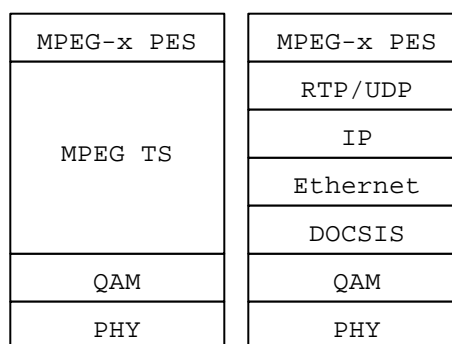 MPEG-x PES
MPEG TS
QAM
PHY
MPEG-x PES
RTP/UDP
IP
Ethernet
DOCSIS
QAM
PHY